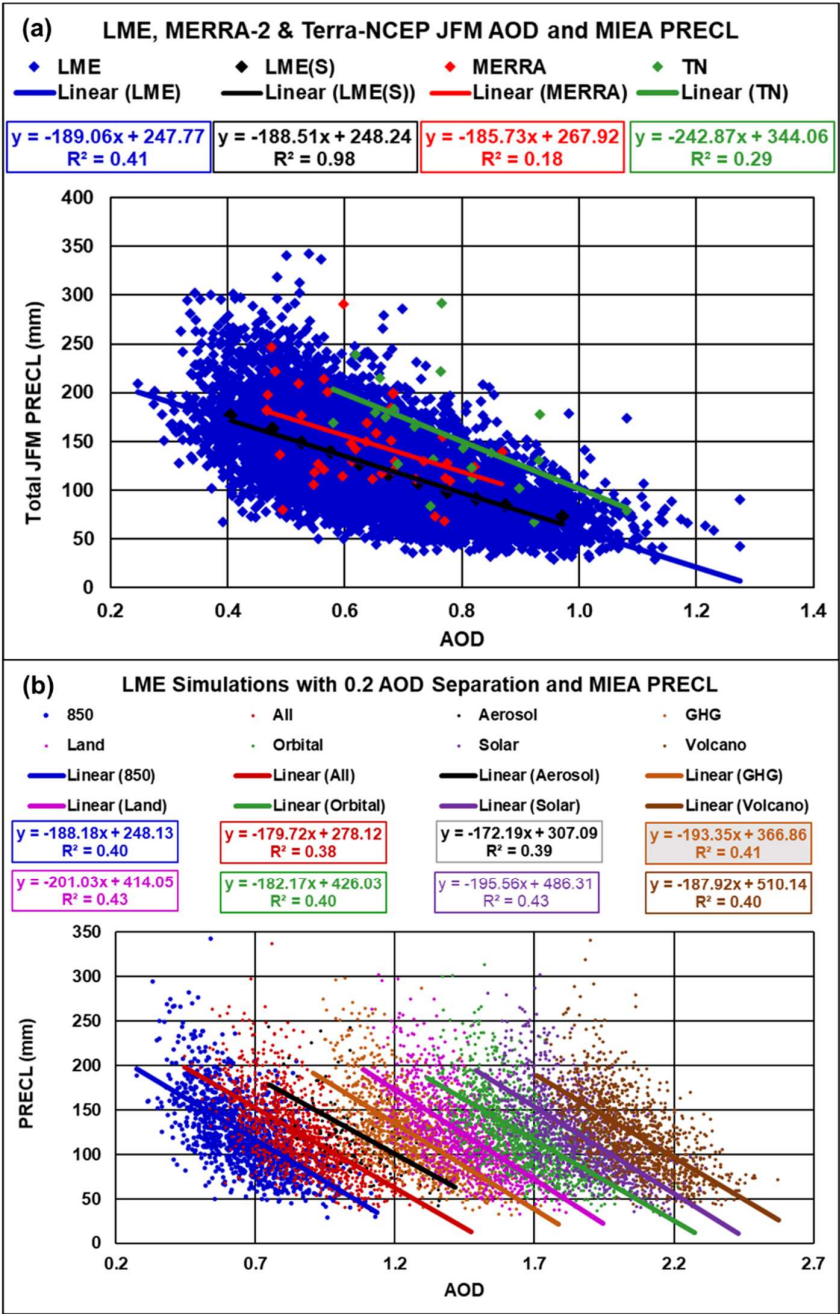 (a)
LME, MERRA-2 & Terra-NCEP JFM AOD and MIEA PRECL
LME LME(S) MERRA TN
Linear (LME) Linear (LME(S)) Linear (MERRA) Linear (TN)
y = -189.06x + 247.77 y = -188.51x + 248.24 y = -185.73x + 267.92 y = -242.87x + 344.06
R² = 0.41 R² = 0.98 R² = 0.18 R² = 0.29
400
350
300
250
200
150
100
50
0
Total JFM PRECL (mm)
0.2 0.4 0.6 0.8 1.0 1.2 1.4
AOD
(b)
LME Simulations with 0.2 AOD Separation and MIEA PRECL
850 All Aerosol GHG
Land Orbital Solar Volcano
Linear (850) Linear (All) Linear (Aerosol) Linear (GHG)
Linear (Land) Linear (Orbital) Linear (Solar) Linear (Volcano)
y = -188.18x + 248.13 y = -179.72x + 278.12 y = -172.19x + 307.09 y = -193.35x + 366.86
R² = 0.40 R² = 0.38 R² = 0.39 R² = 0.41
y = -201.03x + 414.05 y = -182.17x + 426.03 y = -195.56x + 486.31 y = -187.92x + 510.14
R² = 0.43 R² = 0.40 R² = 0.43 R² = 0.40
350
300
250
200
150
100
50
0
PRECL (mm)
0.2 0.7 1.2 1.7 2.2 2.7
AOD